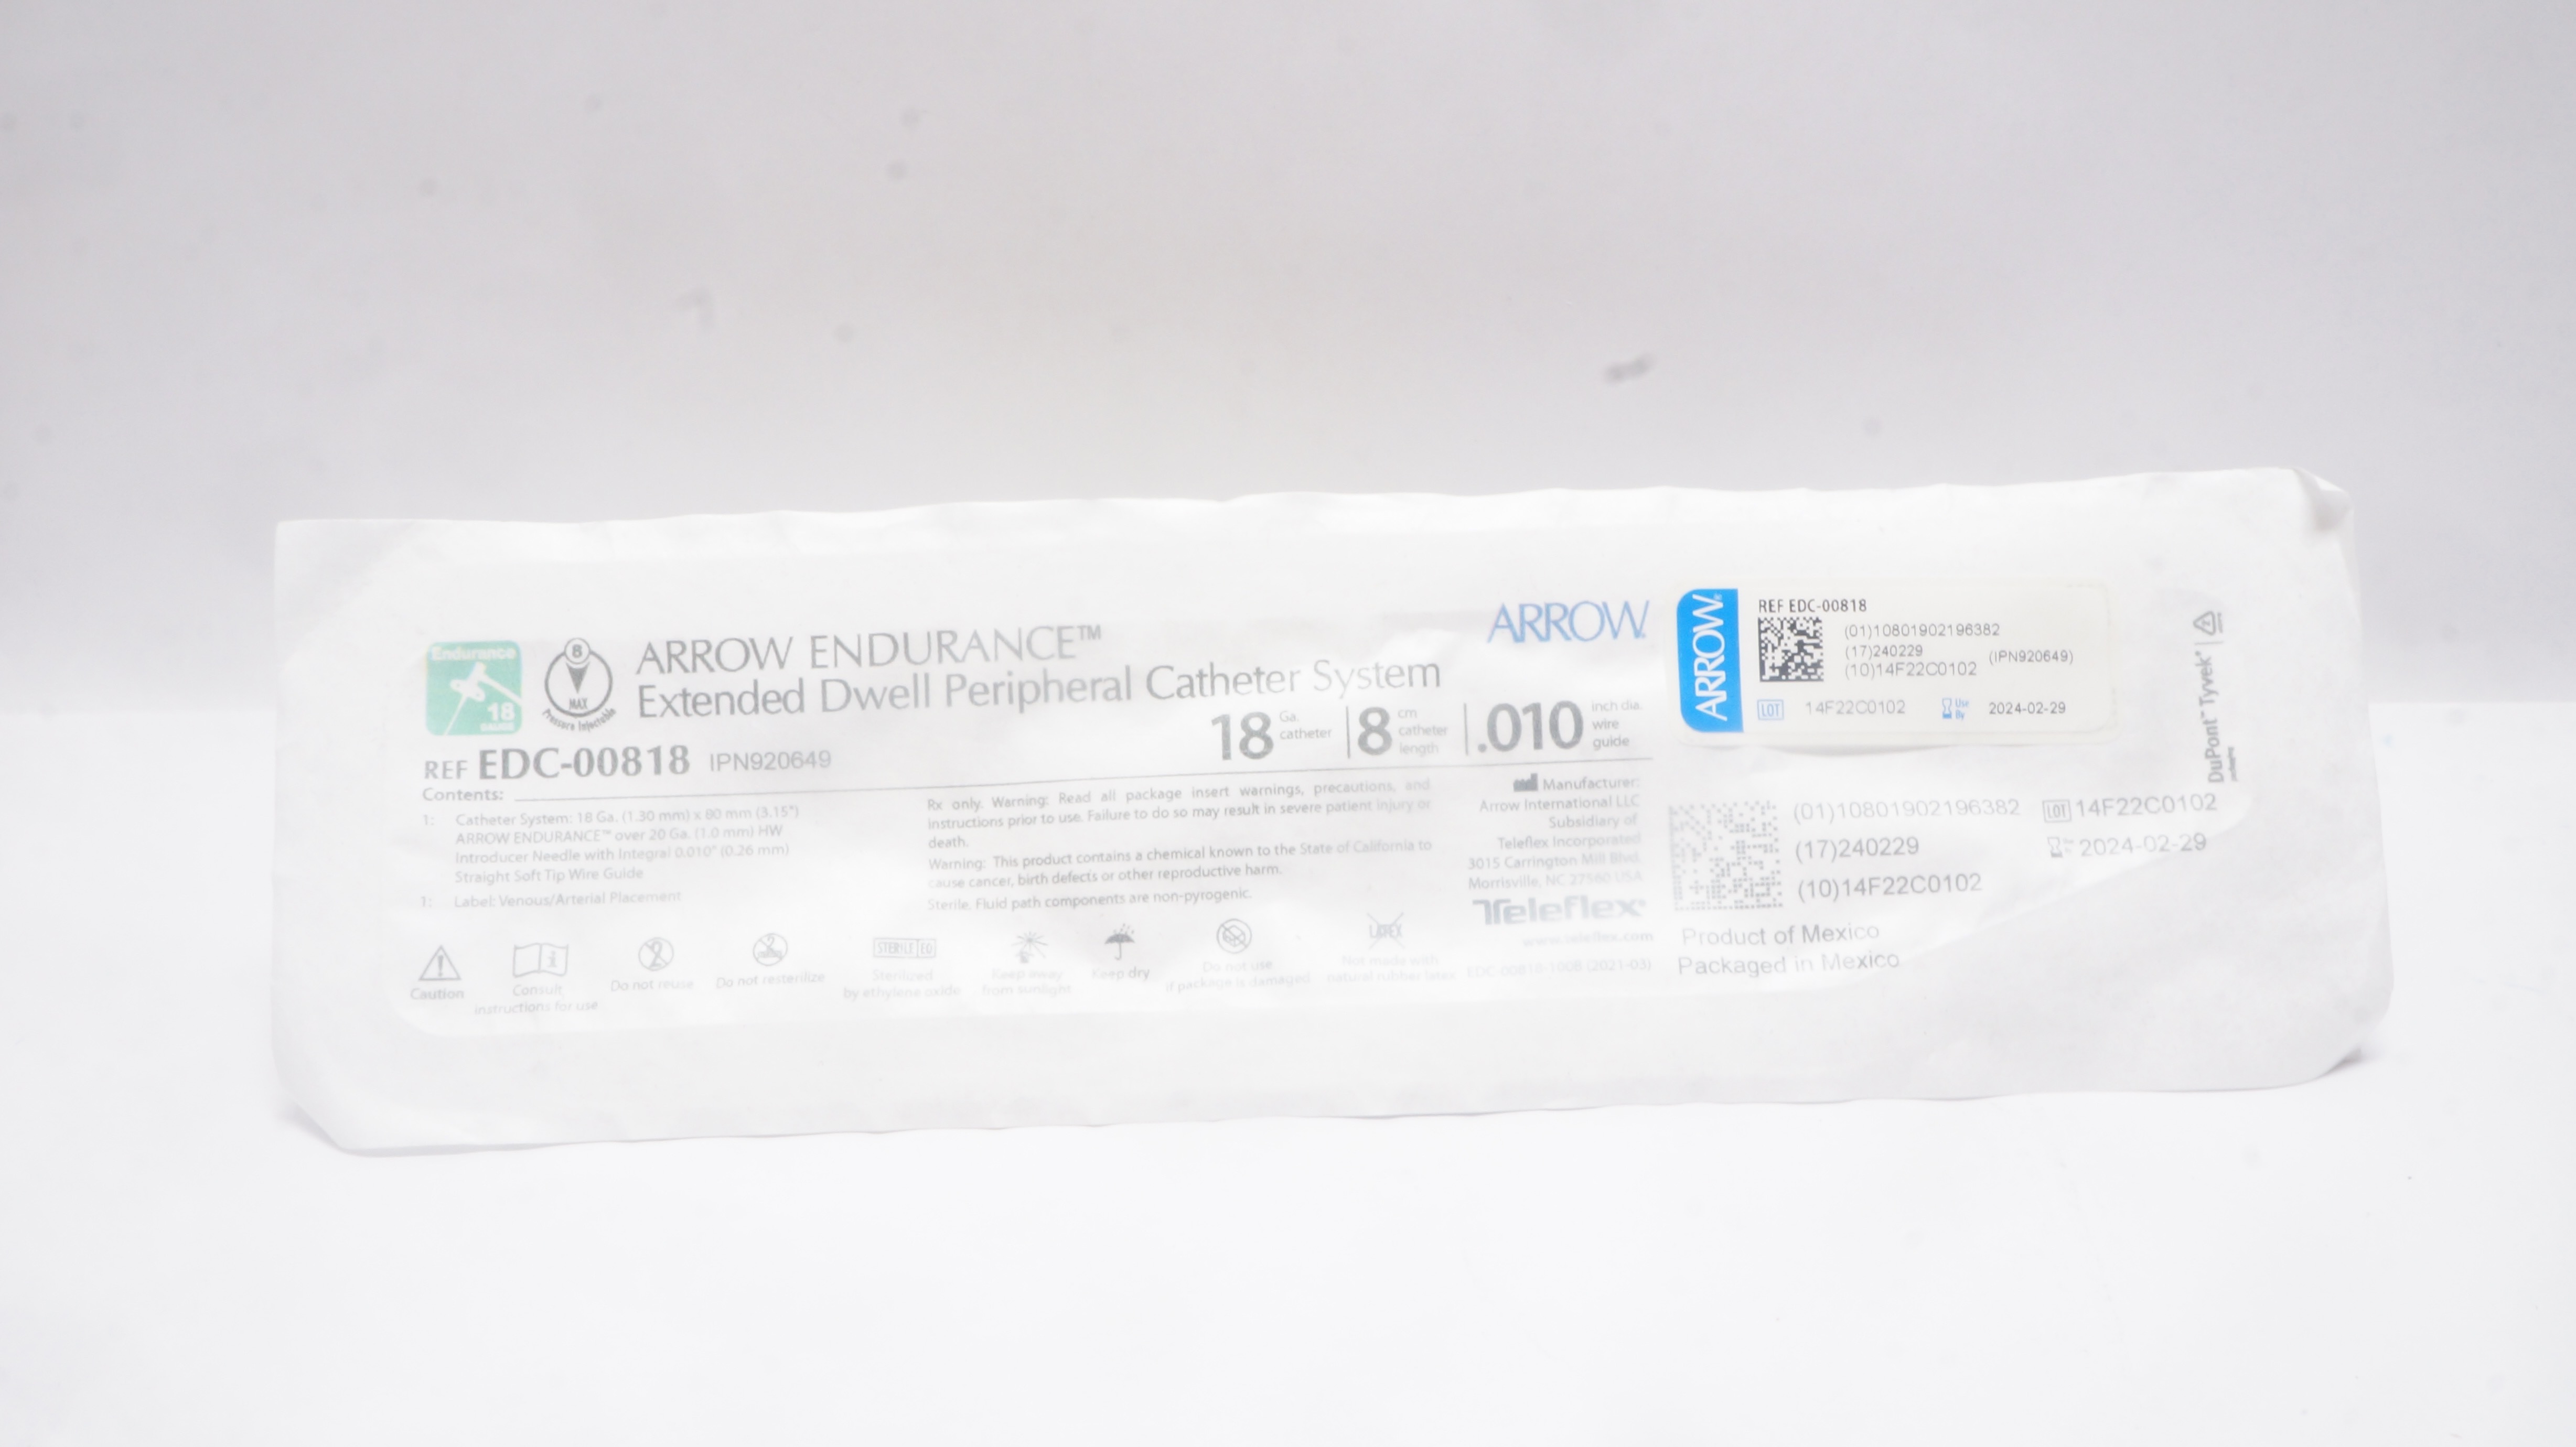 Endurance
18
GAUGE
8
MAX
Pressure Injectable
ARROW ENDURANCE™
Extended Dwell Peripheral Catheter System
ARROW
18 Ga. catheter
8 cm catheter length
.010 inch dia. wire guide
REF EDC-00818 IPN920649
Contents:
1: Catheter System: 18 Ga. (1.30 mm) x 80 mm (3.15")
ARROW ENDURANCE™ over 20 Ga. (1.0 mm) HW
Introducer Needle with Integral 0.010" (0.26 mm)
Straight Soft Tip Wire Guide
1: Label: Venous/Arterial Placement
Rx only. Warning: Read all package insert warnings, precautions, and
instructions prior to use. Failure to do so may result in severe patient injury or
death.
Warning: This product contains a chemical known to the State of California to
cause cancer, birth defects or other reproductive harm.
Sterile. Fluid path components are non-pyrogenic.
Manufacturer:
Arrow International LLC
Subsidiary of
Teleflex Incorporated
3015 Carrington Mill Blvd.
Morrisville, NC 27560 USA
Teleflex®
www.teleflex.com
Caution
Consult
instructions for use
Do not reuse
Do not resterilize
STERILE EO
Sterilized
by ethylene oxide
Keep away
from sunlight
Keep dry
Do not use
if package is damaged
LATEX
Not made with
natural rubber latex
(2021-03)
ARROW®
REF EDC-00818
(01)10801902196382
(17)240229
(10)14F22C0102
(IPN920649)
LOT 14F22C0102
Use By 2024-02-29
(01)10801902196382
(17)240229
(10)14F22C0102
LOT 14F22C0102
2024-02-29
Product of Mexico
Packaged in Mexico
DuPont™ Tyvek®
2